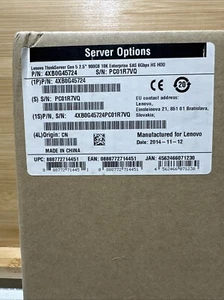 Server Options
Lenovo ThinkServer Gen 5 2.5" 900GB 10K Enterprise SAS 6Gbps HS HDD
P/N: 4XB0G45724 S/N: PC01R7VQ
(1P)P/N: 4XB0G45724
20
(S) S/N: PC01R7VQ
EU contact address:
Lenovo,
Einsteinova 21, 851 01 Bratislava,
Slovakia;
(1S)P/N, S/N: 4XB0G45724PC01R7VQ
(4L)Origin: CN
MADE IN CHINA
Manufactured for Lenovo
Date : 2014-11-12
UPC: 888772714451 EAN: 0888772714451 JAN: 4562466071230